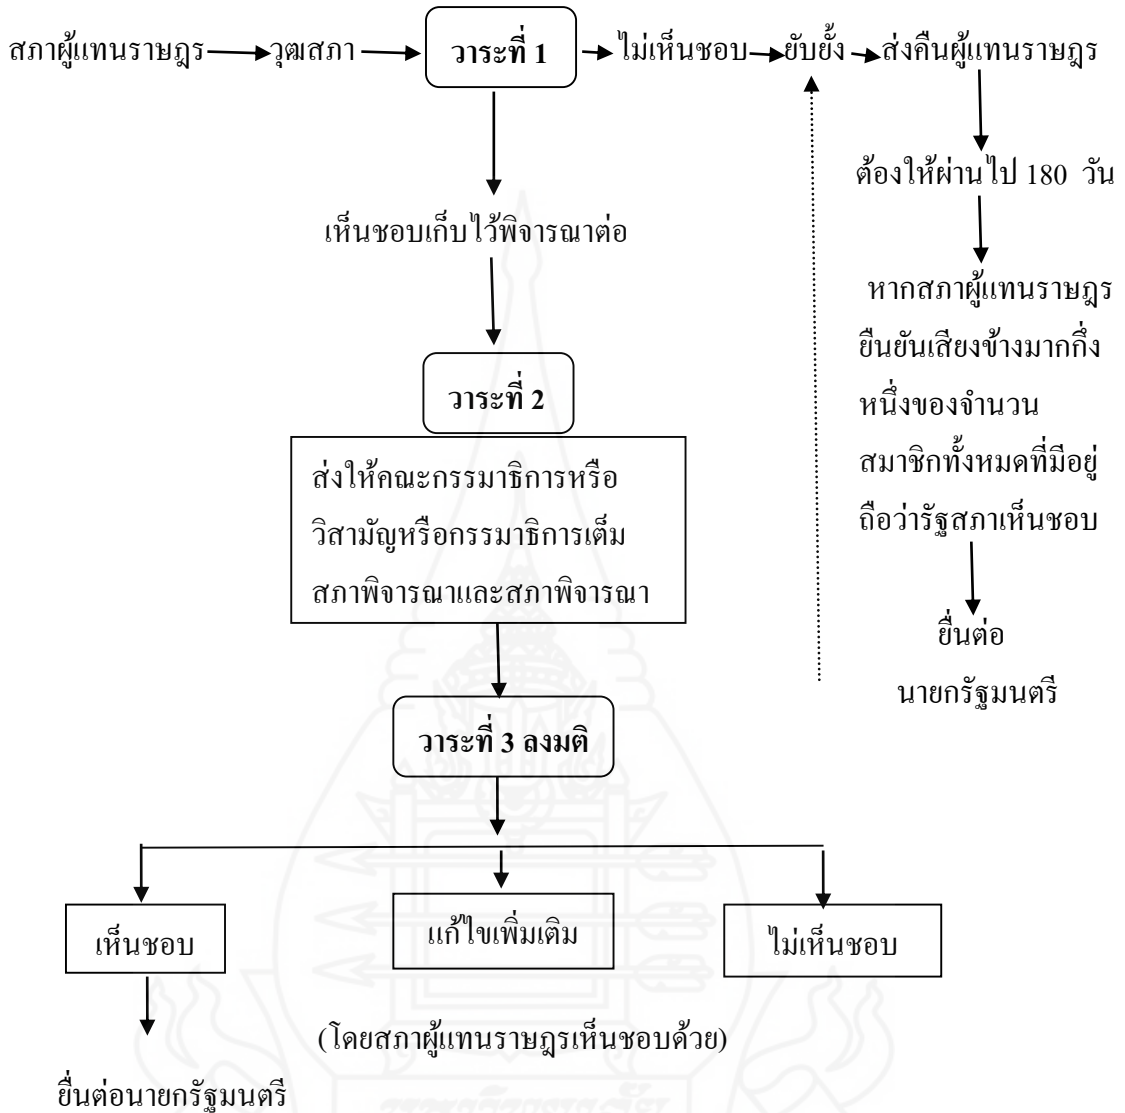 สภาผู้แทนราษฎร วุฒสภา วาระที่ 1 ไม่เห็นชอบ ยับยั้ง ส่งคืนผู้แทนราษฎร
ต้องให้ผ่านไป 180 วัน
เห็นชอบเก็บไว้พิจารณาต่อ
หากสภาผู้แทนราษฎร
ยืนยันเสียงข้างมากกึ่ง
หนึ่งของจำนวน
สมาชิกทั้งหมดที่มีอยู่
ถือว่ารัฐสภาเห็นชอบ
ยื่นต่อ
นายกรัฐมนตรี
วาระที่ 2
ส่งให้คณะกรรมาธิการหรือ
วิสามัญหรือกรรมาธิการเต็ม
สภาพิจารณาและสภาพิจารณา
วาระที่ 3 ลงมติ
เห็นชอบ
แก้ไขเพิ่มเติม
ไม่เห็นชอบ
(โดยสภาผู้แทนราษฎรเห็นชอบด้วย)
ยื่นต่อนายกรัฐมนตรี